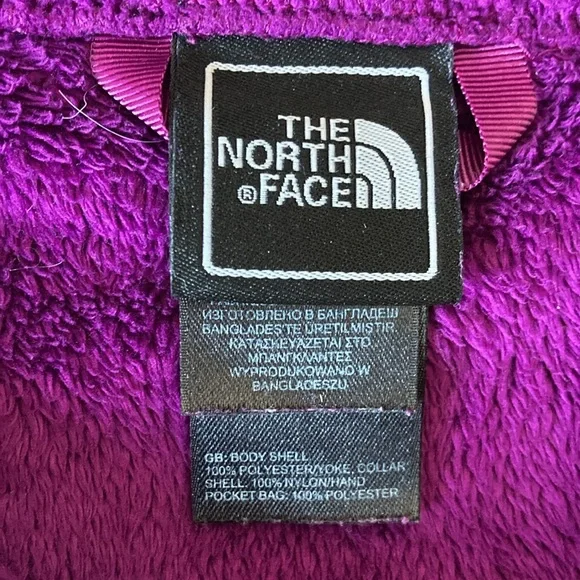 THE
NORTH
®FACE
ИЗГОТОВЛЕНО В БАНГЛАДЕШ
BANGLADEŞ'TE ÜRETİLMİŞTİR.
ΚΑΤΑΣΚΕΥΑΖΕΤΑΙ ΣΤΟ
ΜΠΑΝΓΚΛΑΝΤΕΣ
WYPRODUKOWANO W
BANGLADESZU
GB: BODY SHELL:
100% POLYESTER/YOKE, COLLAR
SHELL: 100% NYLON/HAND
POCKET BAG: 100% POLYESTER